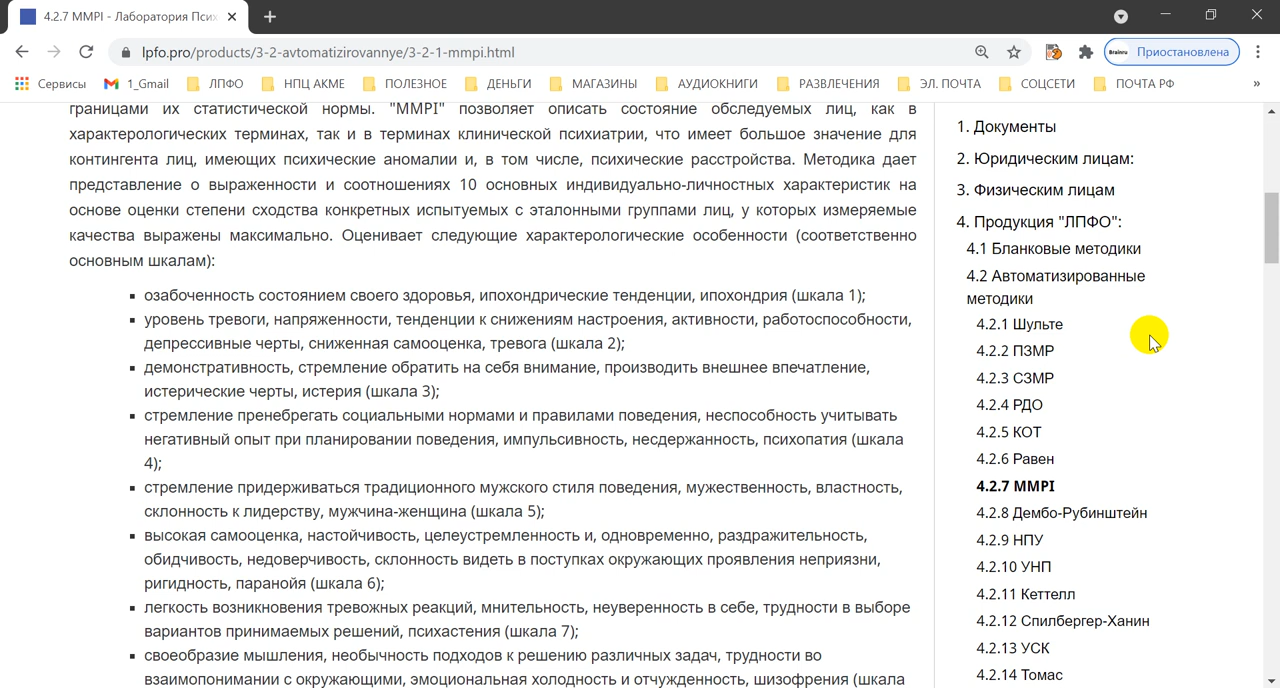 4.2.7 MMPI - Лаборатория Псих
lpfo.pro/products/3-2-avtomatizirovannye/3-2-1-mmpi.html
Brainru Приостановлена
Сервисы 1_Gmail ЛПФО НПЦ АКМЕ ПОЛЕЗНОЕ ДЕНЬГИ МАГАЗИНЫ АУДИОКНИГИ РАЗВЛЕЧЕНИЯ ЭЛ. ПОЧТА СОЦСЕТИ ПОЧТА РФ »
границами их статистической нормы. "MMPI" позволяет описать состояние обследуемых лиц, как в
характерологических терминах, так и в терминах клинической психиатрии, что имеет большое значение для
контингента лиц, имеющих психические аномалии и, в том числе, психические расстройства. Методика дает
представление о выраженности и соотношениях 10 основных индивидуально-личностных характеристик на
основе оценки степени сходства конкретных испытуемых с эталонными группами лиц, у которых измеряемые
качества выражены максимально. Оценивает следующие характерологические особенности (соответственно
основным шкалам):
▪ озабоченность состоянием своего здоровья, ипохондрические тенденции, ипохондрия (шкала 1);
▪ уровень тревоги, напряженности, тенденции к снижениям настроения, активности, работоспособности,
депрессивные черты, сниженная самооценка, тревога (шкала 2);
▪ демонстративность, стремление обратить на себя внимание, производить внешнее впечатление,
истерические черты, истерия (шкала 3);
▪ стремление пренебрегать социальными нормами и правилами поведения, неспособность учитывать
негативный опыт при планировании поведения, импульсивность, несдержанность, психопатия (шкала
4);
▪ стремление придерживаться традиционного мужского стиля поведения, мужественность, властность,
склонность к лидерству, мужчина-женщина (шкала 5);
▪ высокая самооценка, настойчивость, целеустремленность и, одновременно, раздражительность,
обидчивость, недоверчивость, склонность видеть в поступках окружающих проявления неприязни,
ригидность, паранойя (шкала 6);
▪ легкость возникновения тревожных реакций, мнительность, неуверенность в себе, трудности в выборе
вариантов принимаемых решений, психастения (шкала 7);
▪ своеобразие мышления, необычность подходов к решению различных задач, трудности во
взаимопонимании с окружающими, эмоциональная холодность и отчужденность, шизофрения (шкала
1. Документы
2. Юридическим лицам:
3. Физическим лицам
4. Продукция "ЛПФО":
4.1 Бланковые методики
4.2 Автоматизированные
методики
4.2.1 Шульте
4.2.2 ПЗМР
4.2.3 СЗМР
4.2.4 РДО
4.2.5 КОТ
4.2.6 Равен
4.2.7 MMPI
4.2.8 Дембо-Рубинштейн
4.2.9 НПУ
4.2.10 УНП
4.2.11 Кеттелл
4.2.12 Спилбергер-Ханин
4.2.13 УСК
4.2.14 Томас